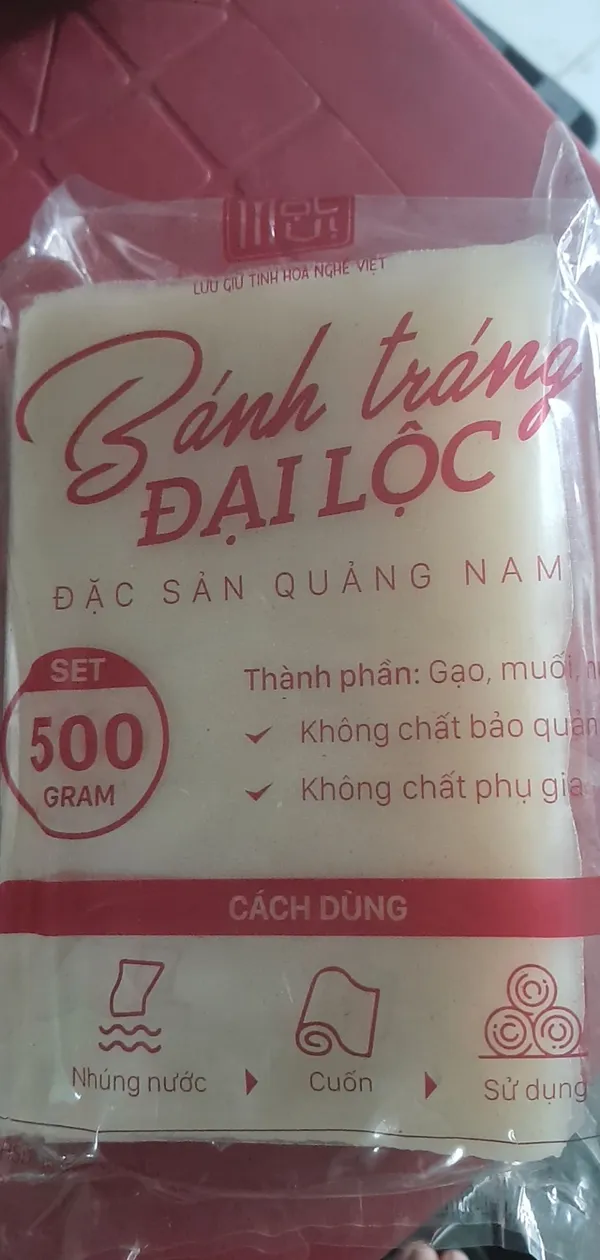 MỘC
LƯU GIỮ TINH HOA NGHỀ VIỆT
Bánh tráng
ĐẠI LỘC
ĐẶC SẢN QUẢNG NAM
SET
500
GRAM
Thành phần: Gạo, muối,
Không chất bảo quản
Không chất phụ gia
CÁCH DÙNG
Nhúng nước
Cuốn
Sử dụng